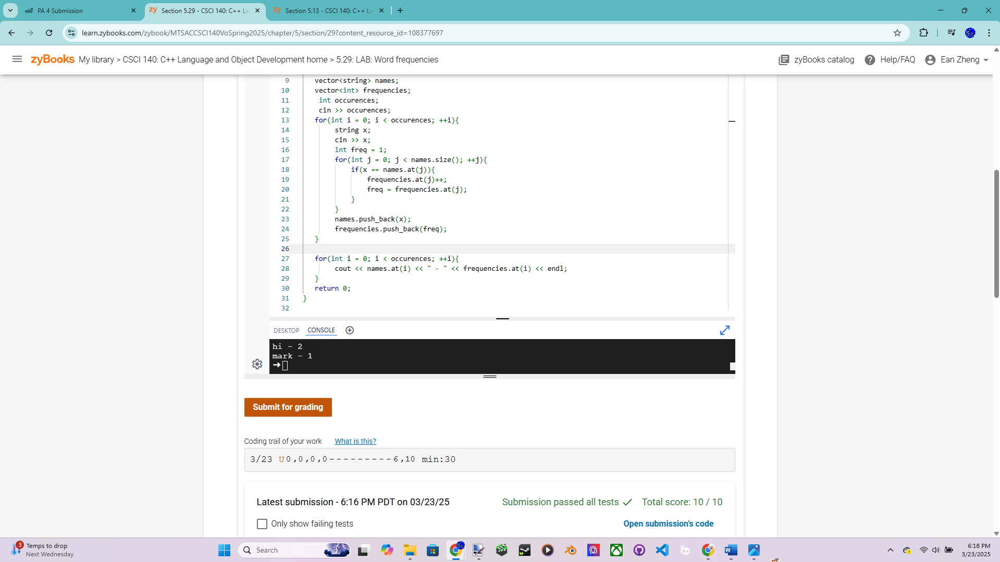 PA 4 Submission
Section 5.29 - CSCI 140: C++ La
Section 5.13 - CSCI 140: C++ La
learn.zybooks.com/zybook/MTSACCSCI140VoSpring2025/chapter/5/section/29?content_resource_id=108377697
zyBooks My library > CSCI 140: C++ Language and Object Development home > 5.29: LAB: Word frequencies
zyBooks catalog
Help/FAQ
Ean Zheng
9 vector<string> names;
10 vector<int> frequencies;
11 int occurences;
12 cin >> occurences;
13 for(int i = 0; i < occurences; ++i){
14 string x;
15 cin >> x;
16 int freq = 1;
17 for(int j = 0; j < names.size(); ++j){
18 if(x == names.at(j)){
19 frequencies.at(j)++;
20 freq = frequencies.at(j);
21 }
22 }
23 names.push_back(x);
24 frequencies.push_back(freq);
25 }
26
27 for(int i = 0; i < occurences; ++i){
28 cout << names.at(i) << " - " << frequencies.at(i) << endl;
29 }
30 return 0;
31 }
32
DESKTOP CONSOLE
hi - 2
mark - 1
➜
Submit for grading
Coding trail of your work What is this?
3/23 U0,0,0,0---------6,10 min:30
Latest submission - 6:16 PM PDT on 03/23/25
Submission passed all tests Total score: 10 / 10
Only show failing tests
Open submission's code
3
Temps to drop
Next Wednesday
Search
6:18 PM
3/23/2025